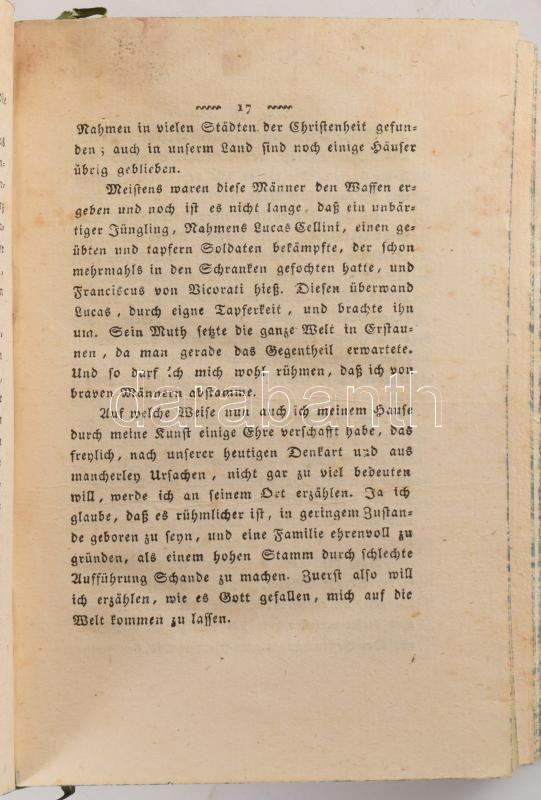 17
Nahmen in vielen Städten der Christenheit gefun-
den; auch in unserm Land sind noch einige Häuser
übrig geblieben.
Meistens waren diese Männer den Waffen er-
geben und noch ist es nicht lange, daß ein unbär-
tiger Jüngling, Nahmens Lucas Cellini, einen ge-
übten und tapfern Soldaten bekämpfte, der schon
mehrmahls in den Schranken gefochten hatte, und
Franciscus von Vicorati hieß. Diesen überwand
Lucas, durch eigne Tapferkeit, und brachte ihn
um. Sein Muth setzte die ganze Welt in Erstau-
nen, da man gerade das Gegentheil erwartete.
Und so darf ich mich wohl rühmen, daß ich von
braven Männern abstamme.
Auf welche Weise nun auch ich meinem Hause
durch meine Kunst einige Ehre verschafft habe, das
freylich, nach unserer heutigen Denkart und aus
mancherley Ursachen, nicht gar zu viel bedeuten
will, werde ich an seinem Ort erzählen. Ja ich
glaube, daß es rühmlicher ist, in geringem Zustan-
de geboren zu seyn, und eine Familie ehrenvoll zu
gründen, als einem hohen Stamm durch schlechte
Aufführung Schande zu machen. Zuerst also will
ich erzählen, wie es Gott gefallen, mich auf die
Welt kommen zu lassen.
darabanth.com